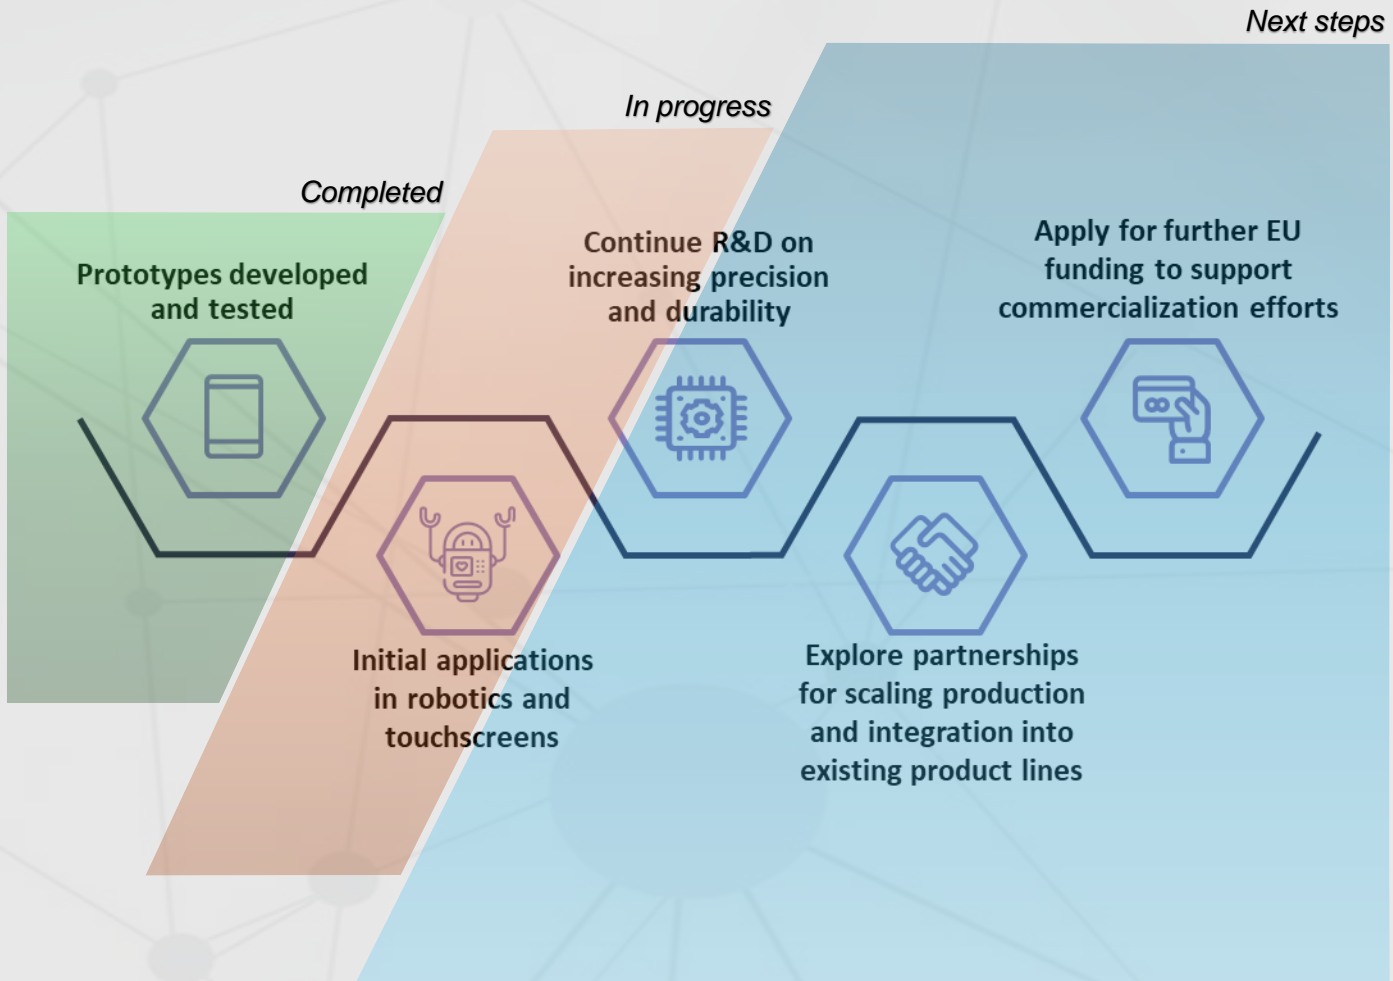 Next steps
In progress
Completed
Prototypes developed
and tested
Initial applications
in robotics and
touchscreens
Continue R&D on
increasing precision
and durability
Explore partnerships
for scaling production
and integration into
existing product lines
Apply for further EU
funding to support
commercialization efforts